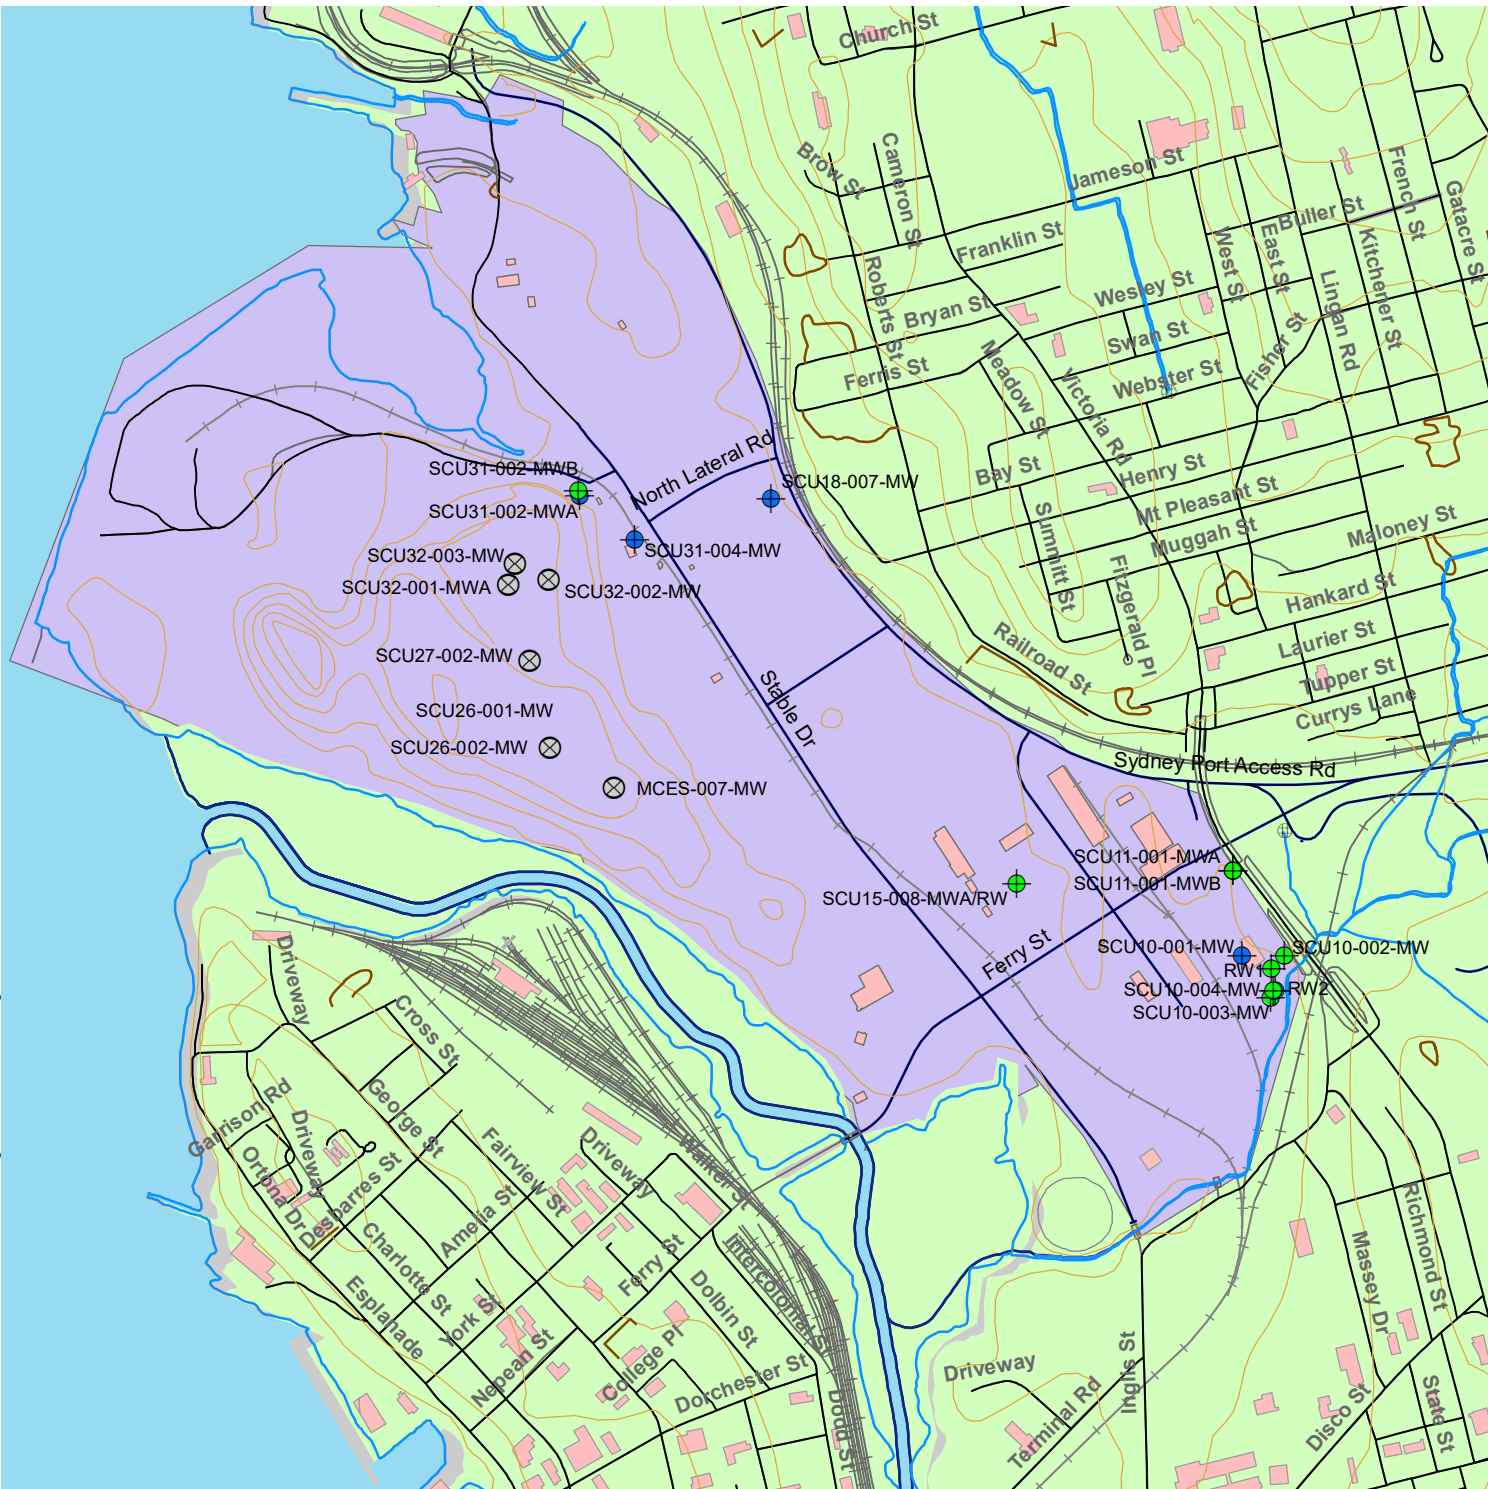 Church St
Brow St
Cameron St
Jameson St
French St
Gatacre St
Buller St
Kitchener St
Franklin St
West St
East St
Lingan Rd
Roberts St
Bryan St
Wesley St
Swan St
Fisher St
Ferris St
Meadow St
Victoria Rd
Webster St
North Lateral Rd
SCU31-002-MWB
SCU31-002-MWA
SCU18-007-MW
SCU31-004-MW
Bay St
Henry St
Mt Pleasant St
Muggah St
Maloney St
Summitt St
Fitzgerald Pl
Hankard St
Laurier St
Tupper St
Currys Lane
Railroad St
SCU32-003-MW
SCU32-001-MWA
SCU32-002-MW
SCU27-002-MW
SCU26-001-MW
SCU26-002-MW
MCES-007-MW
Stable Dr
Sydney Port Access Rd
SCU11-001-MWA
SCU11-001-MWB
SCU15-008-MWA/RW
Ferry St
SCU10-001-MW
SCU10-002-MW
RW1
SCU10-004-MW
RW2
SCU10-003-MW
Driveway
Cross St
Garrison Rd
Driveway
George St
Ortona Dr
Desbarres St
Fairview St
Driveway
Walker St
Amelia St
Charlotte St
Esplanade
York St
Ferry St
Intercolonial St
Dolbin St
Nepean St
College Pl
Dorchester St
Dodd St
Driveway
Terminal Rd
Inglis St
Massey Dr
Richmond St
Disco St
State St